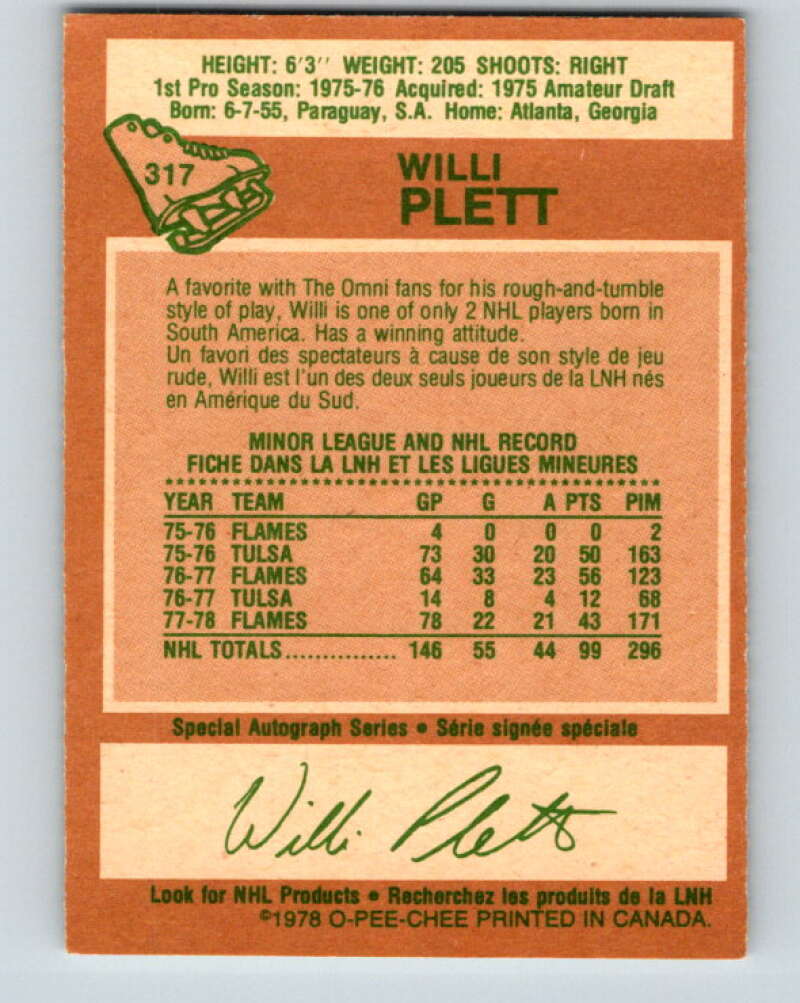 HEIGHT: 6'3'' WEIGHT: 205 SHOOTS: RIGHT
1st Pro Season: 1975-76 Acquired: 1975 Amateur Draft
Born: 6-7-55, Paraguay, S.A. Home: Atlanta, Georgia
317
WILLI
PLETT
A favorite with The Omni fans for his rough-and-tumble
style of play, Willi is one of only 2 NHL players born in
South America. Has a winning attitude.
Un favori des spectateurs à cause de son style de jeu
rude, Willi est l'un des deux seuls joueurs de la LNH nés
en Amérique du Sud.
MINOR LEAGUE AND NHL RECORD
FICHE DANS LA LNH ET LES LIGUES MINEURES
YEAR TEAM GP G A PTS PIM
75-76 FLAMES 4 0 0 0 2
75-76 TULSA 73 30 20 50 163
76-77 FLAMES 64 33 23 56 123
76-77 TULSA 14 8 4 12 68
77-78 FLAMES 78 22 21 43 171
NHL TOTALS............... 146 55 44 99 296
Special Autograph Series • Série signée spéciale
Willi Plett
Look for NHL Products • Recherchez les produits de la LNH
©1978 O-PEE-CHEE PRINTED IN CANADA.